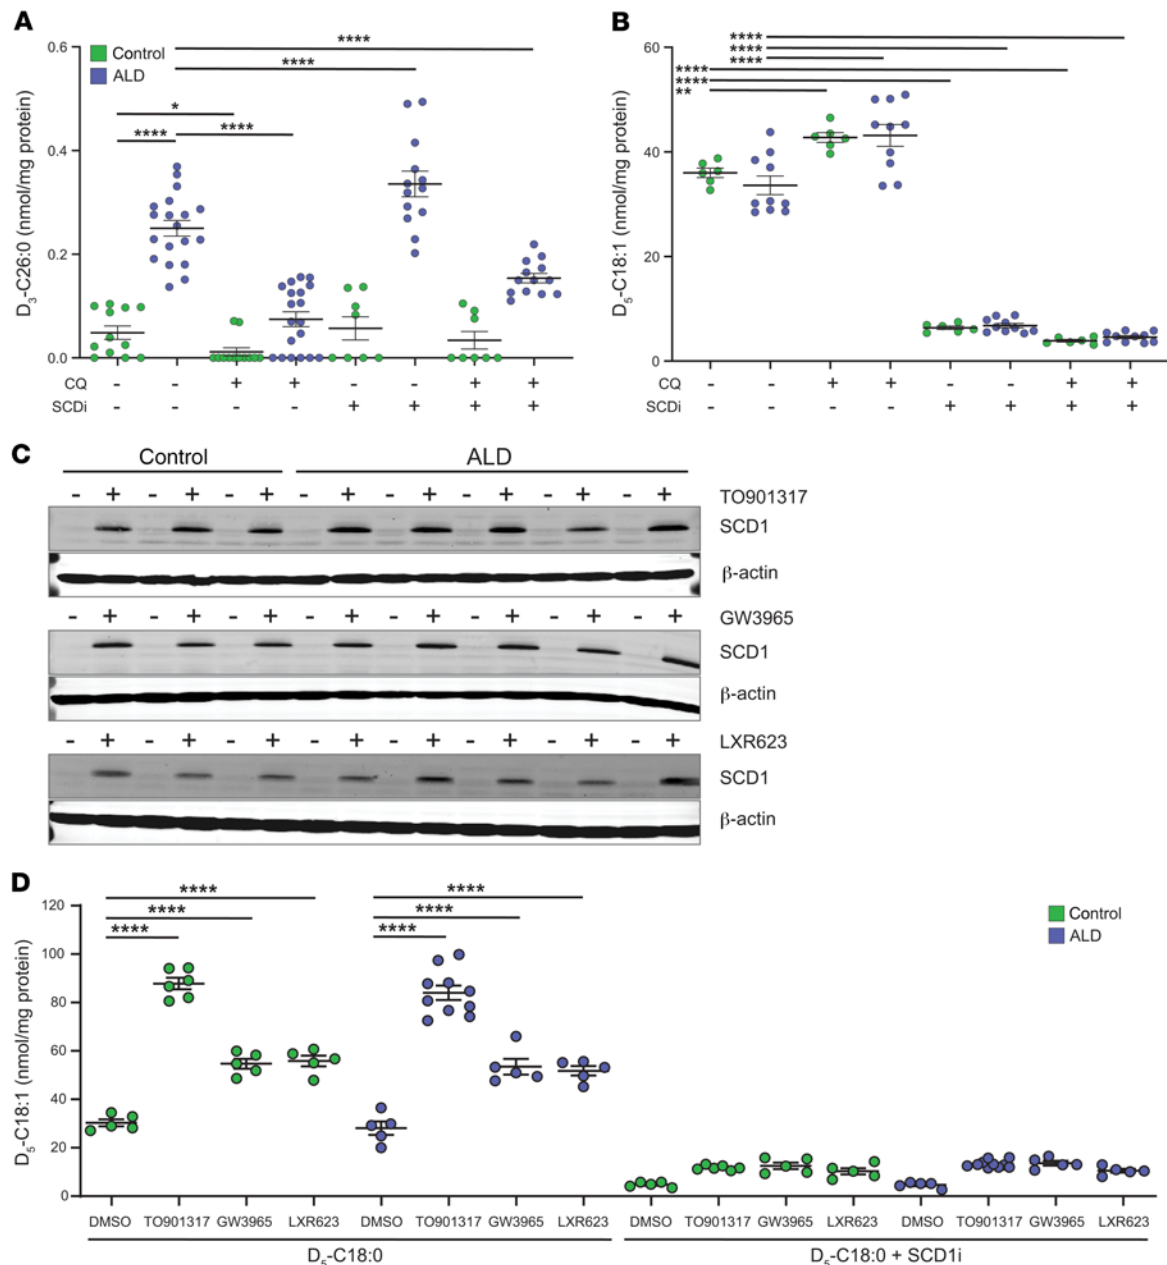 A
Control
ALD
D3-C26:0 (nmol/mg protein)
0.6
0.4
0.2
0.0
* **** **** **** ****
CQ - - + + - - + +
SCDi - - - - + + + +
B
D5-C18:1 (nmol/mg protein)
60
40
20
0
****
****
****
****
****
**
CQ - - + + - - + +
SCDi - - - - + + + +
C
Control ALD
- + - + - + - + - + - + - + - + TO901317
SCD1
β-actin
- + - + - + - + - + - + - + - + GW3965
SCD1
β-actin
- + - + - + - + - + - + - + - + LXR623
SCD1
β-actin
D
Control
ALD
D5-C18:1 (nmol/mg protein)
120
100
80
60
40
20
0
**** ****
**** ****
**** ****
DMSO TO901317 GW3965 LXR623 DMSO TO901317 GW3965 LXR623 DMSO TO901317 GW3965 LXR623 DMSO TO901317 GW3965 LXR623
D5-C18:0 D5-C18:0 + SCD1i